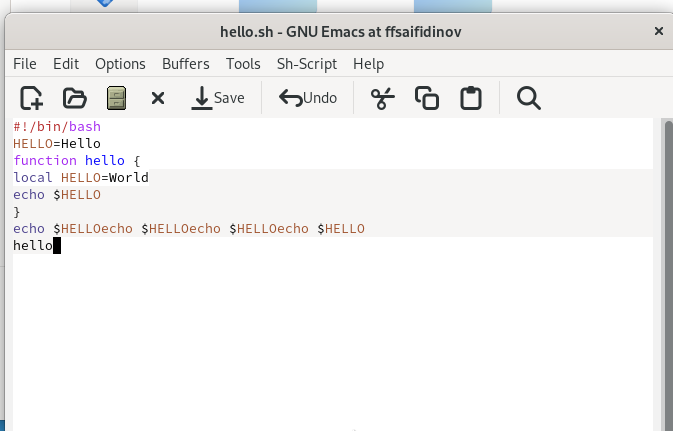 hello.sh - GNU Emacs at ffsaifidinov
File Edit Options Buffers Tools Sh-Script Help
Save Undo
#!/bin/bash
HELLO=Hello
function hello {
local HELLO=World
echo $HELLO
}
echo $HELLOecho $HELLOecho $HELLOecho $HELLO
hello